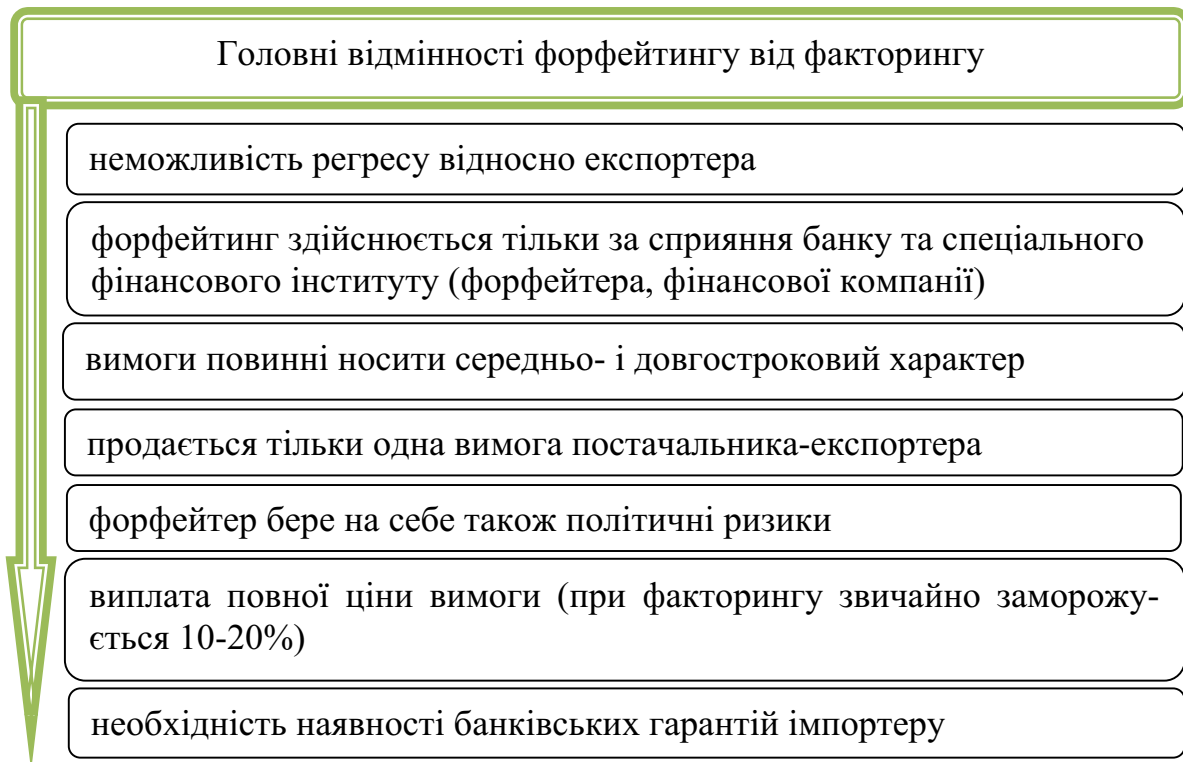 Головні відмінності форфейтингу від факторингу
неможливість регресу відносно експортера
форфейтинг здійснюється тільки за сприяння банку та спеціального
фінансового інституту (форфейтера, фінансової компанії)
вимоги повинні носити середньо- і довгостроковий характер
продається тільки одна вимога постачальника-експортера
форфейтер бере на себе також політичні ризики
виплата повної ціни вимоги (при факторингу звичайно заморожу-
ється 10-20%)
необхідність наявності банківських гарантій імпортеру